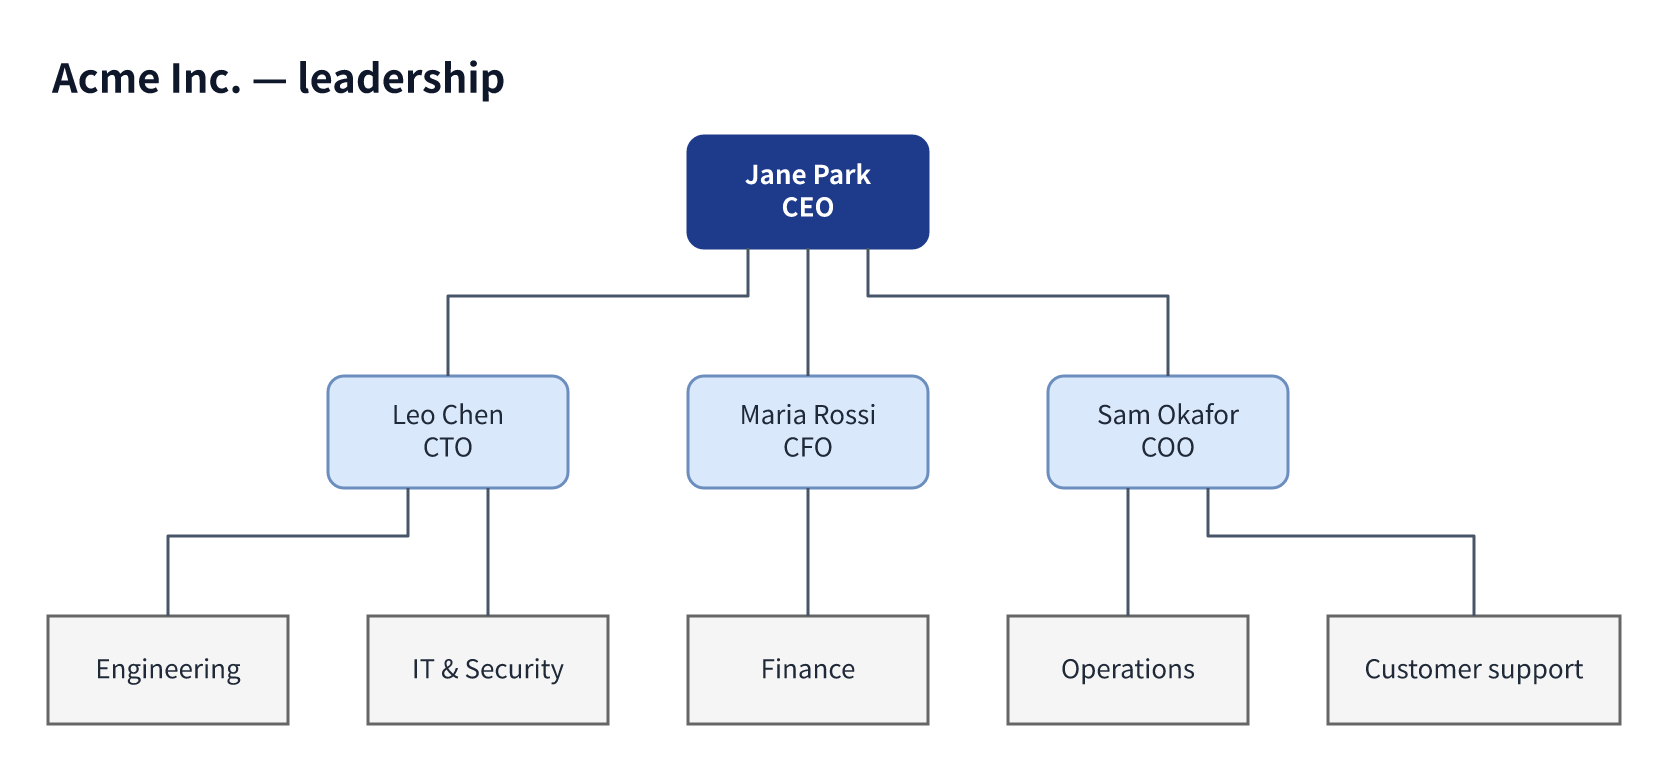 Acme Inc. — leadership
Jane Park
CEO
Leo Chen
CTO
Maria Rossi
CFO
Sam Okafor
COO
Engineering
IT & Security
Finance
Operations
Customer support